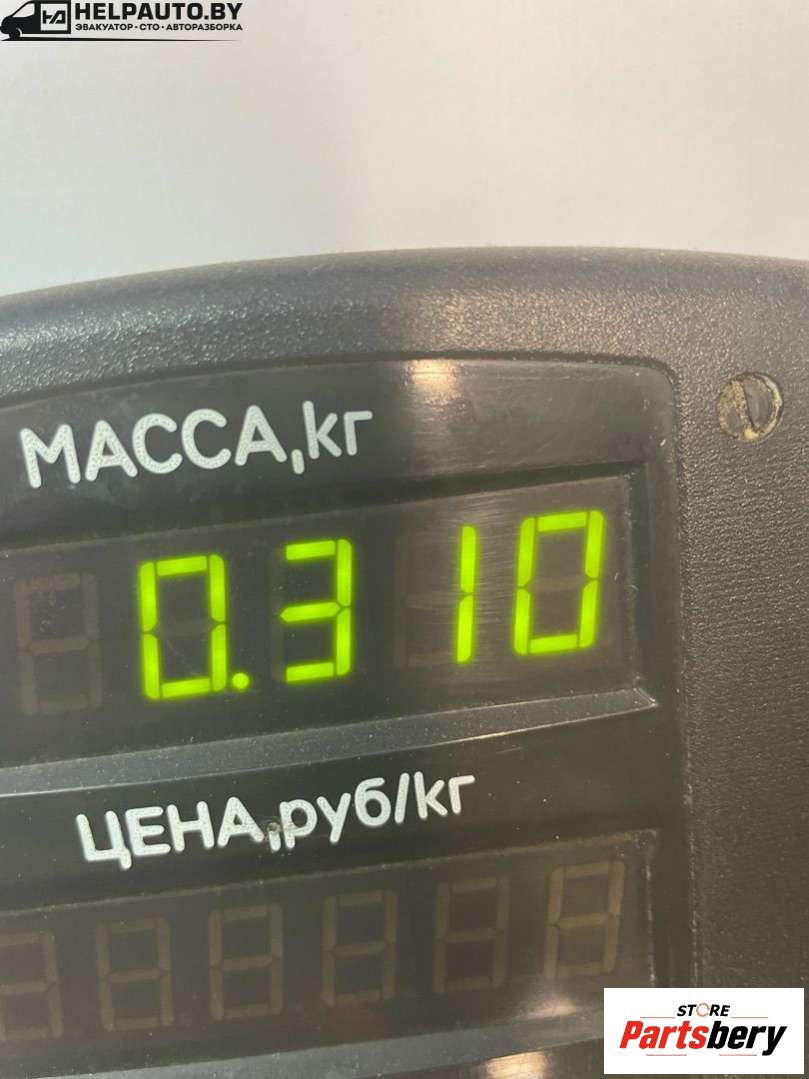 HELPAUTO.BY
ЭВАКУАТОР • СТО • АВТОРАЗБОРКА
МАССА,кг
0.310
ЦЕНА,руб/кг
STORE
Partsbery